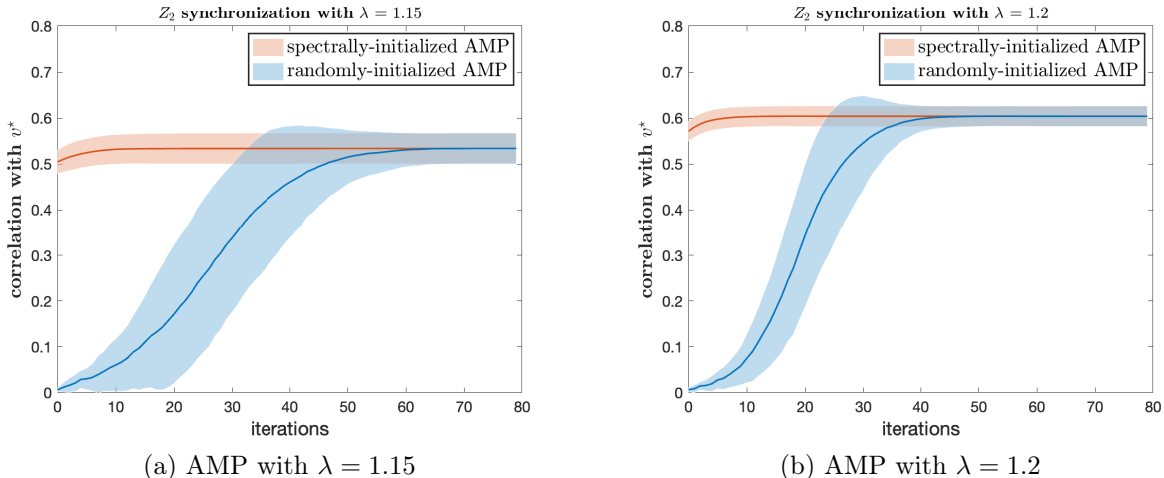 Z₂ synchronization with λ = 1.15
0.8
0.7
0.6
0.5
0.4
0.3
0.2
0.1
0
correlation with v⋆
spectrally-initialized AMP
randomly-initialized AMP
0 10 20 30 40 50 60 70 80
iterations
(a) AMP with λ = 1.15
Z₂ synchronization with λ = 1.2
0.8
0.7
0.6
0.5
0.4
0.3
0.2
0.1
0
correlation with v⋆
spectrally-initialized AMP
randomly-initialized AMP
0 10 20 30 40 50 60 70 80
iterations
(b) AMP with λ = 1.2